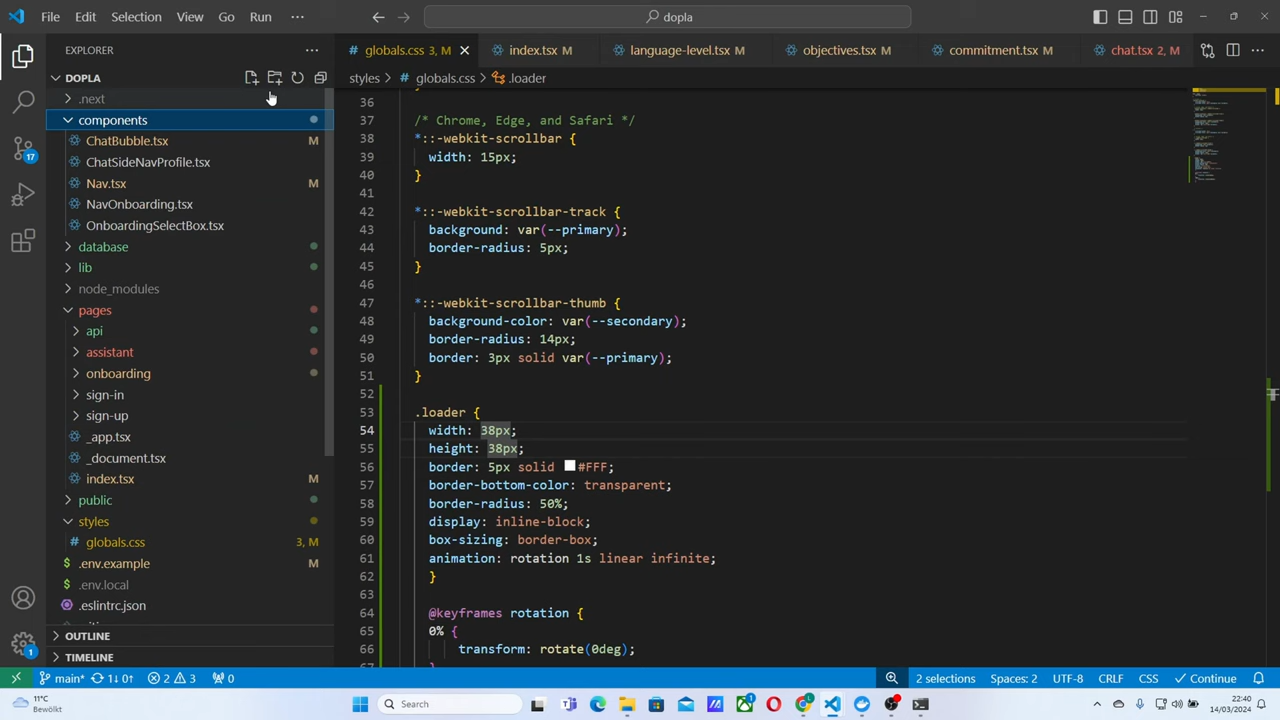 File Edit Selection View Go Run ···
dopla
EXPLORER
globals.css 3, M
index.tsx M
language-level.tsx M
objectives.tsx M
commitment.tsx M
chat.tsx 2, M
DOPLA
styles > # globals.css > .loader
.next
components
ChatBubble.tsx M
ChatSideNavProfile.tsx
Nav.tsx M
NavOnboarding.tsx
OnboardingSelectBox.tsx
database
lib
node_modules
pages
api
assistant
onboarding
sign-in
sign-up
_app.tsx
_document.tsx
index.tsx M
public
styles
# globals.css 3, M
.env.example M
.env.local
.eslintrc.json
OUTLINE
TIMELINE
36
37 /* Chrome, Edge, and Safari */
38 *::-webkit-scrollbar {
39 width: 15px;
40 }
41
42 *::-webkit-scrollbar-track {
43 background: var(--primary);
44 border-radius: 5px;
45 }
46
47 *::-webkit-scrollbar-thumb {
48 background-color: var(--secondary);
49 border-radius: 14px;
50 border: 3px solid var(--primary);
51 }
52
53 .loader {
54 width: 38px;
55 height: 38px;
56 border: 5px solid #FFF;
57 border-bottom-color: transparent;
58 border-radius: 50%;
59 display: inline-block;
60 box-sizing: border-box;
61 animation: rotation 1s linear infinite;
62 }
63
64 @keyframes rotation {
65 0% {
66 transform: rotate(0deg);
17
1
main* 1↓ 0↑ 2 3 0
2 selections Spaces: 2 UTF-8 CRLF CSS Continue
11°C
Bewölkt
Search
22:40
14/03/2024